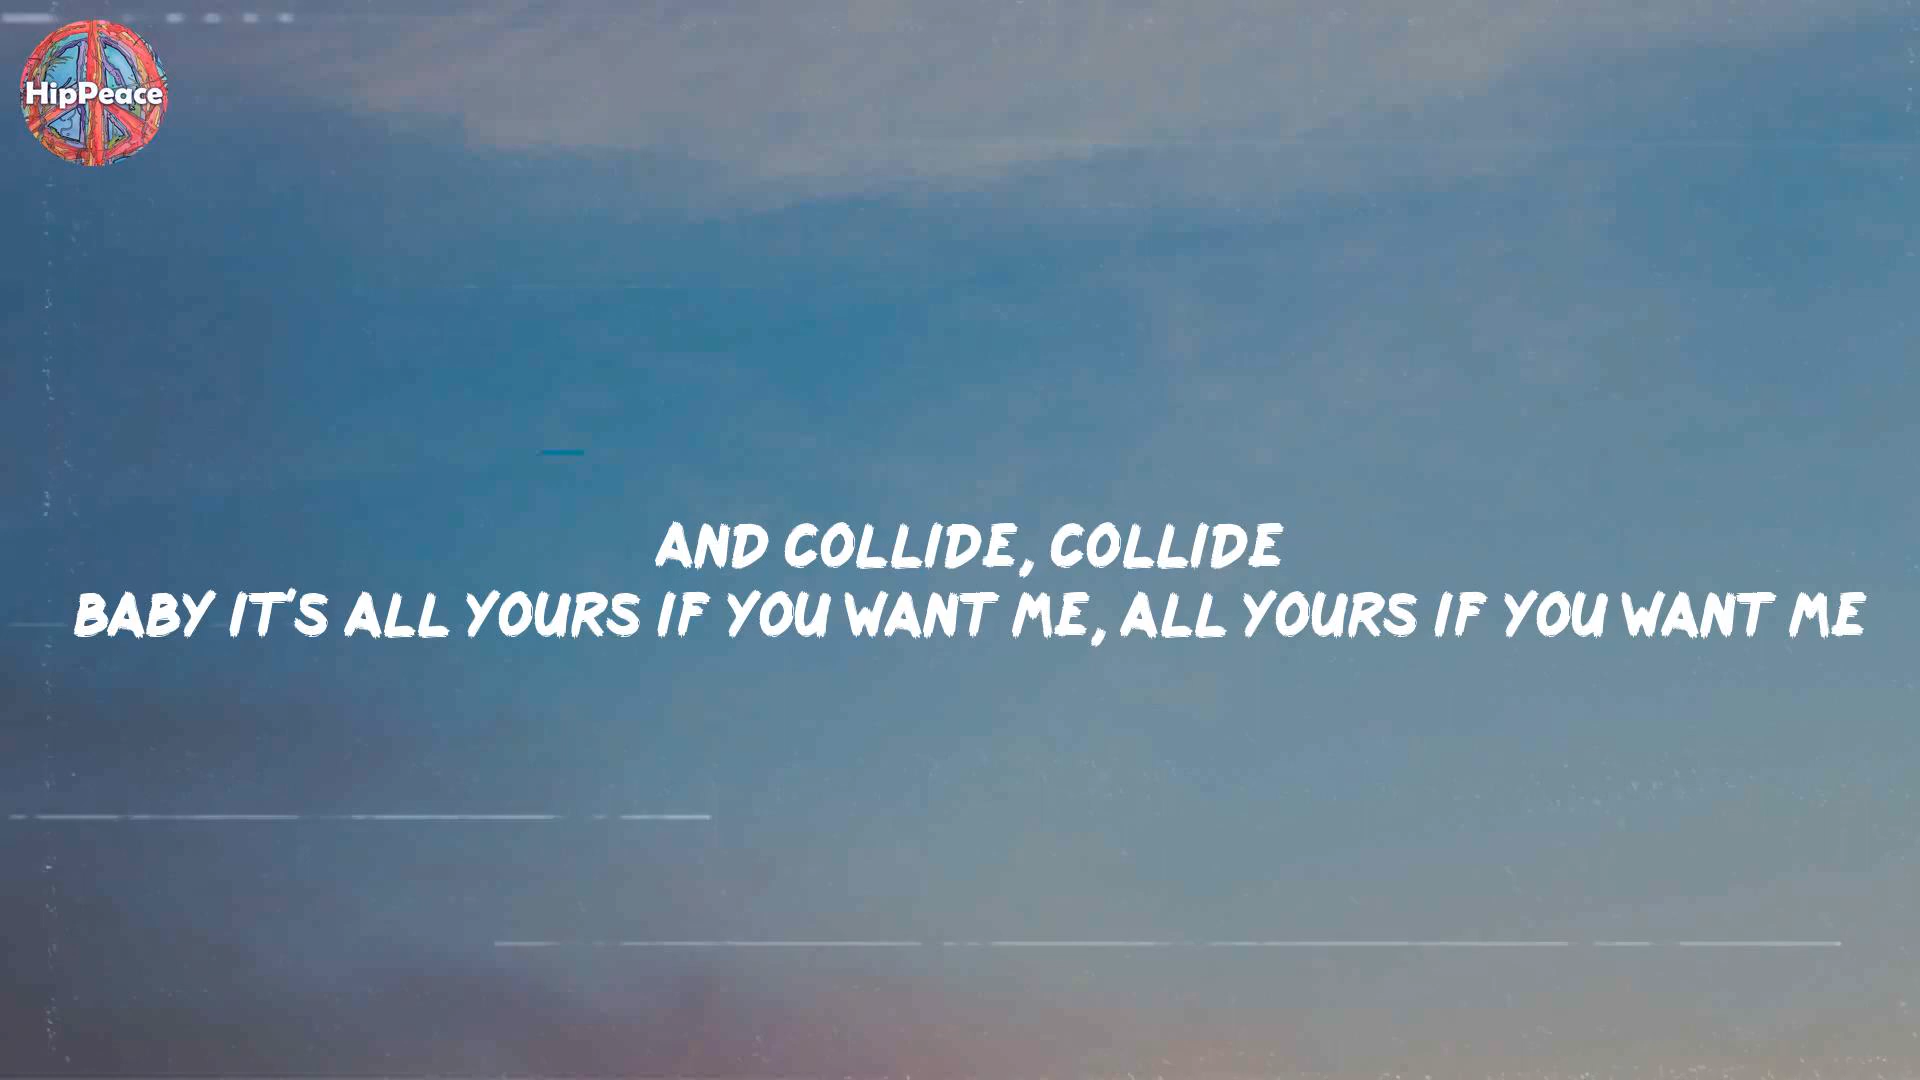 HipPeace
AND COLLIDE, COLLIDE
BABY IT'S ALL YOURS IF YOU WANT ME, ALL YOURS IF YOU WANT ME